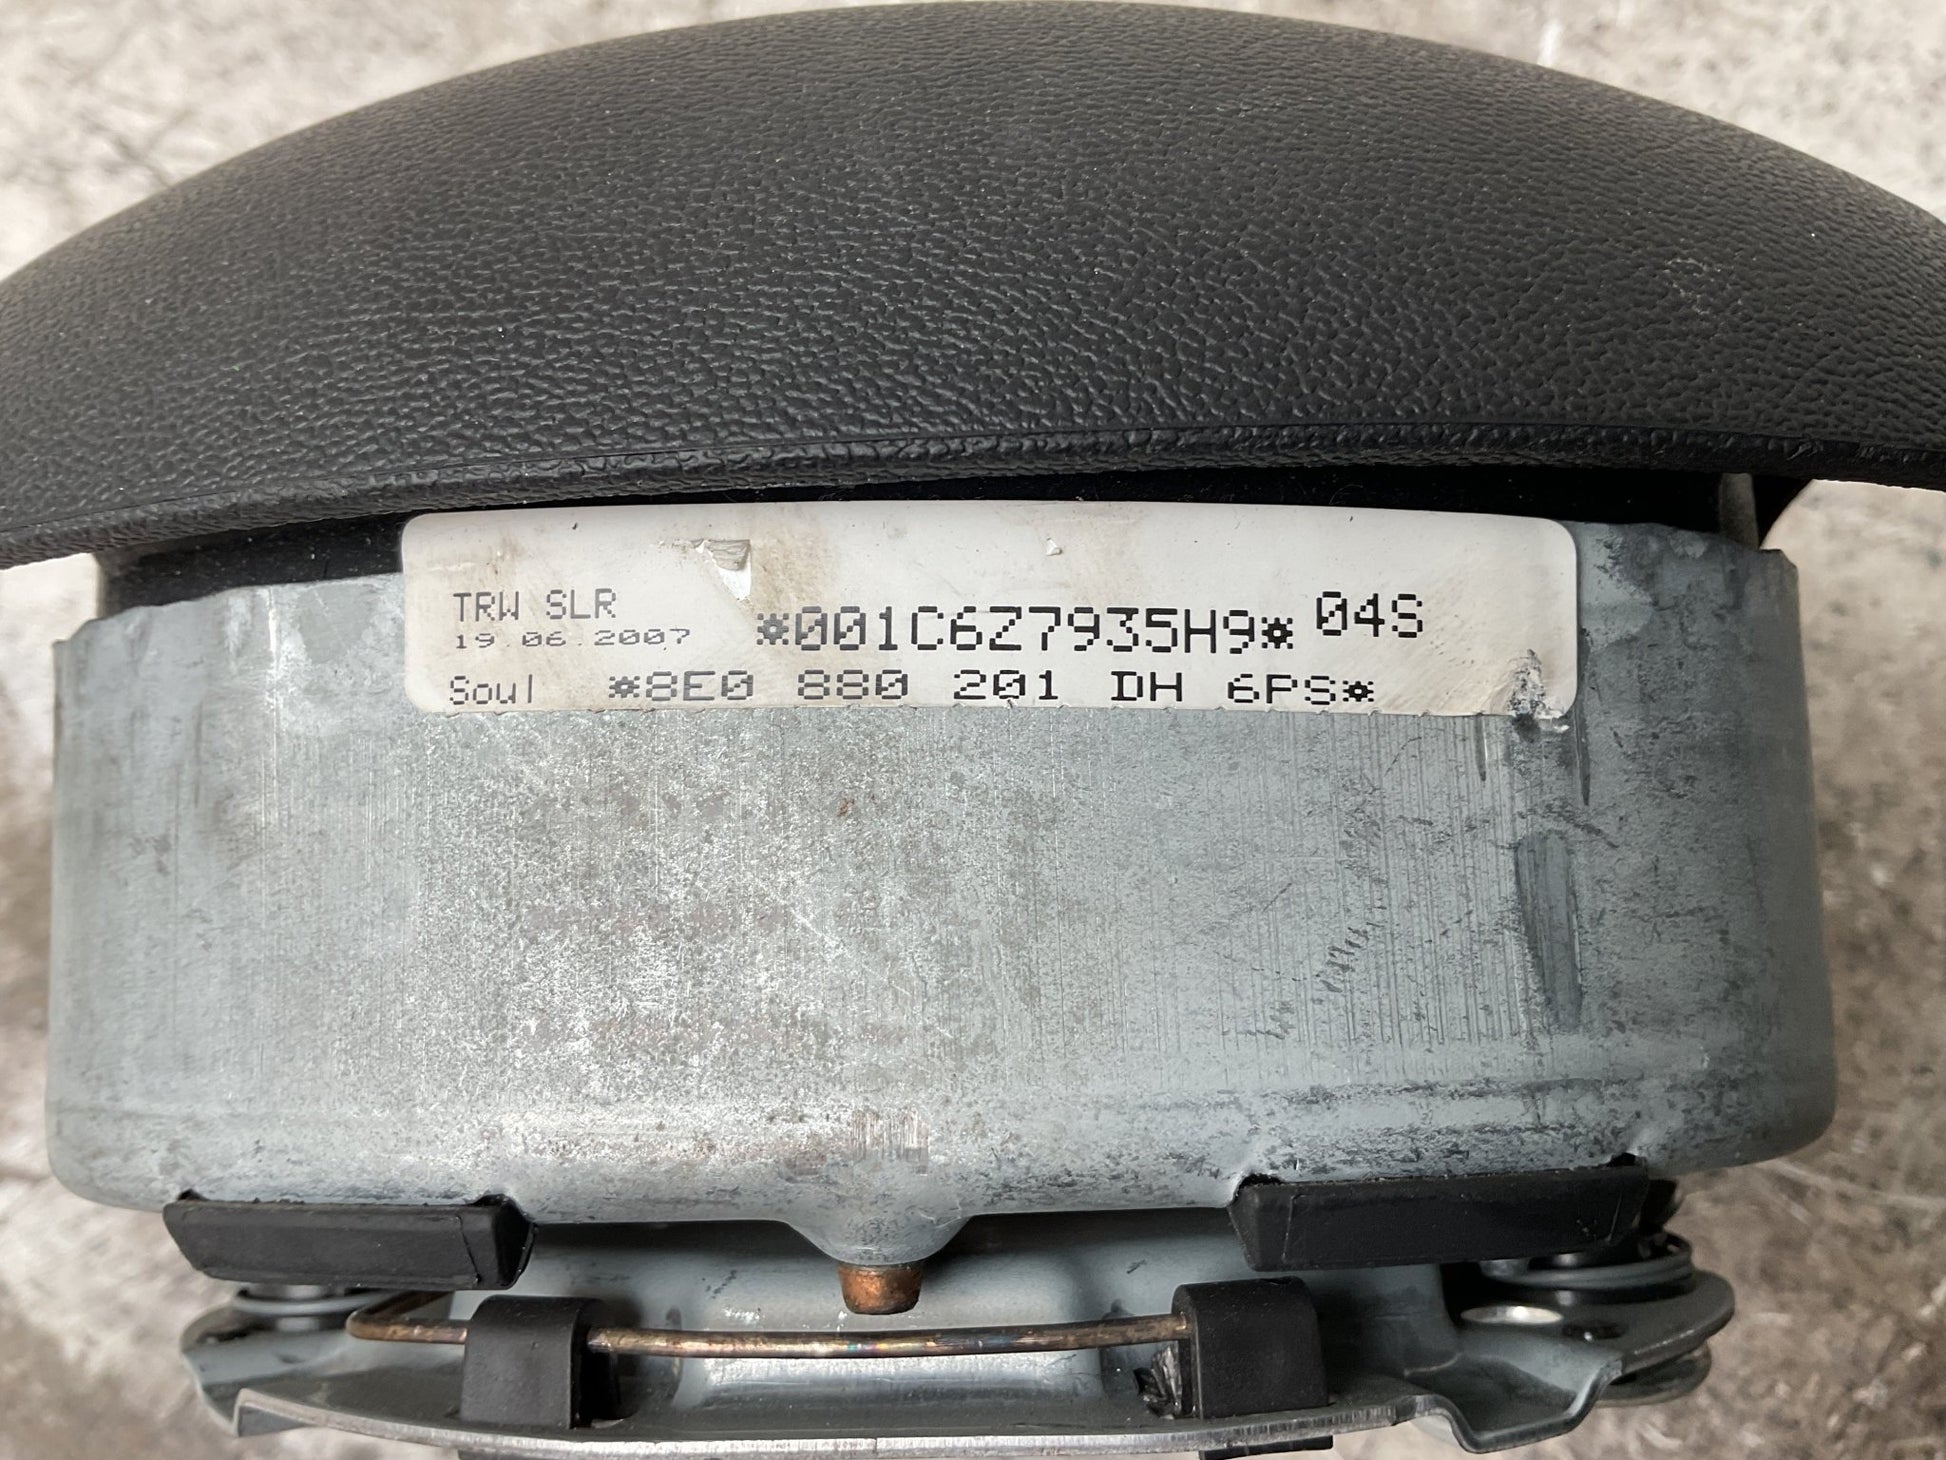 TRW SLR
19.06.2007
*001C6Z7935H9* 04S
Soul *8E0 880 201 DH 6PS*